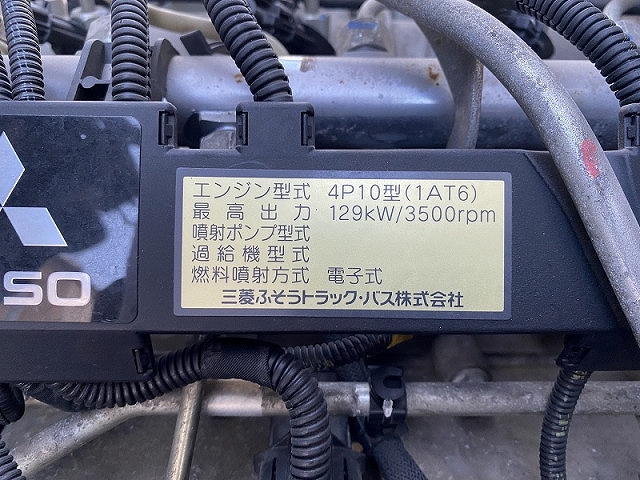 SO
エンジン型式 4P10型(1AT6)
最高出力 129kW/3500rpm
噴射ポンプ型式
過給機型式
燃料噴射方式 電子式
三菱ふそうトラック・バス株式会社